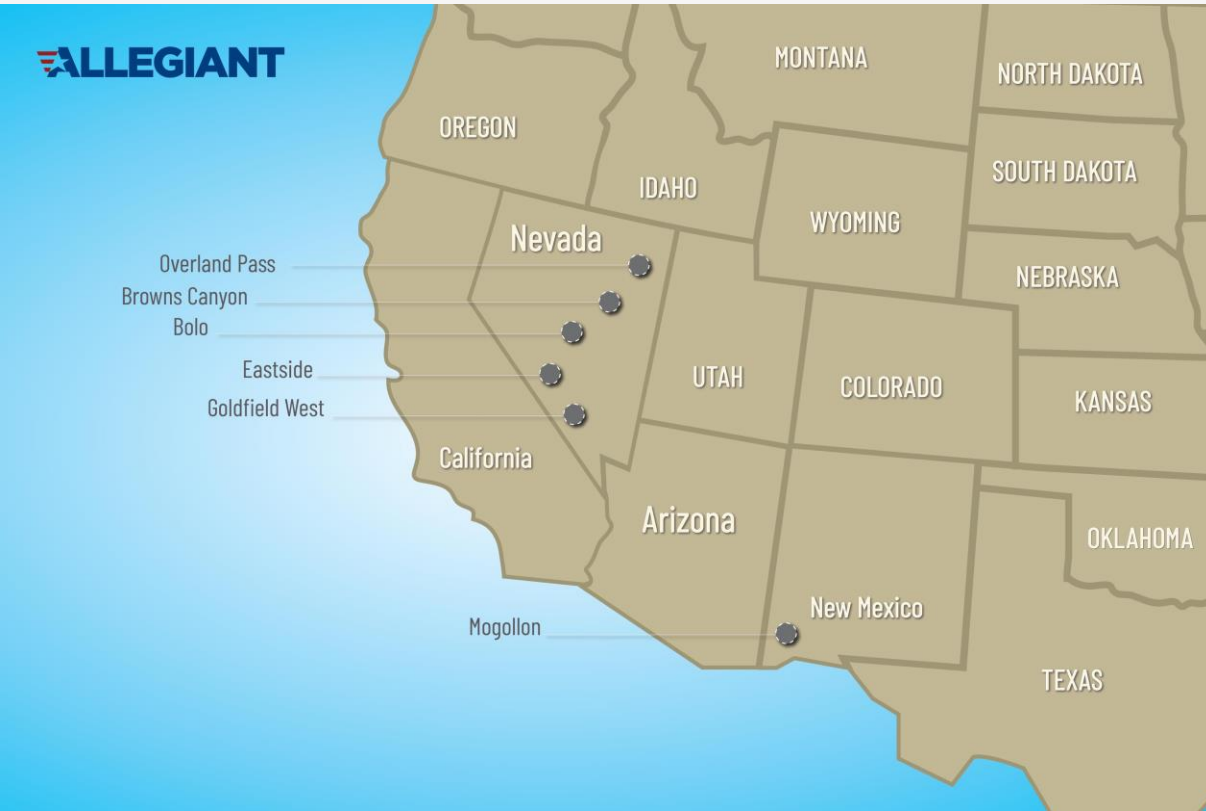 ALLEGIANT
MONTANA
NORTH DAKOTA
OREGON
SOUTH DAKOTA
IDAHO
WYOMING
Nevada
Overland Pass
NEBRASKA
Browns Canyon
Bolo
Eastside
UTAH
COLORADO
KANSAS
Goldfield West
California
Arizona
OKLAHOMA
New Mexico
Mogollon
TEXAS